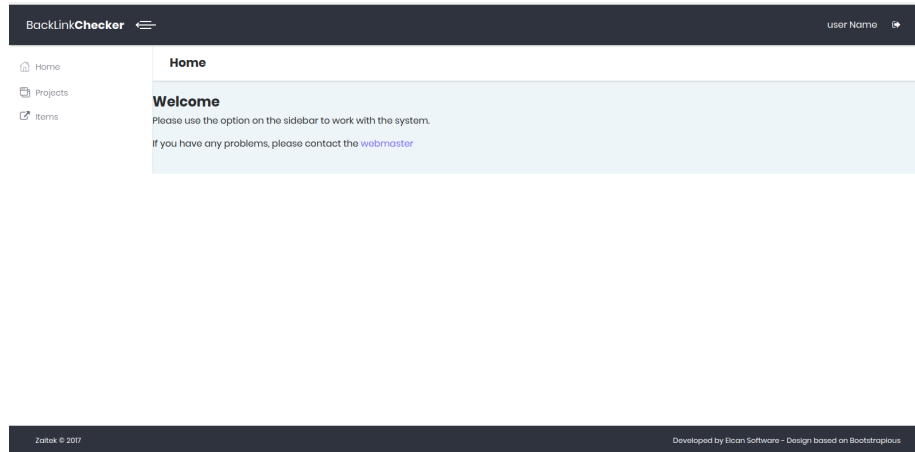 BackLinkChecker
user Name
Home
Projects
Items
Home
Welcome
Please use the option on the sidebar to work with the system.
If you have any problems, please contact the webmaster
Zaitek © 2017
Developed by Elcan Software - Design based on Bootstrapious